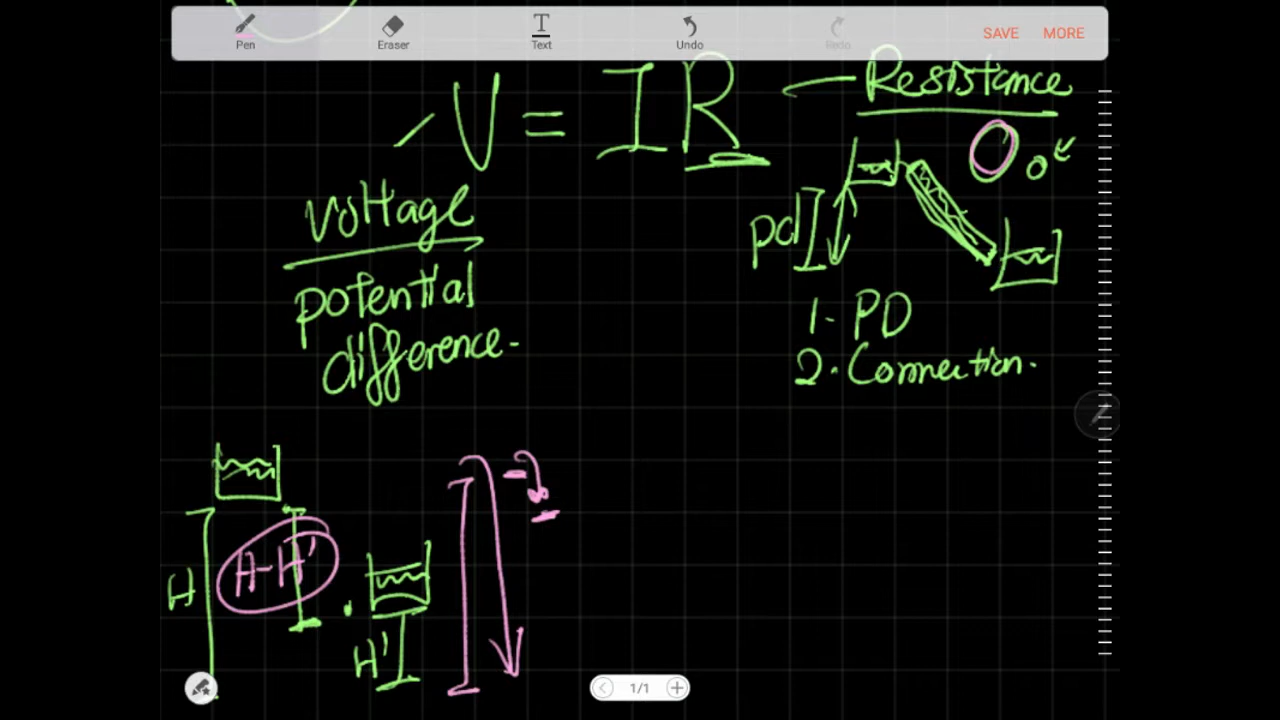 Pen Eraser Text Undo Redo SAVE MORE
V = IR
Resistance
voltage
potential
difference.
pd
1. PD
2. Connection.
H
H-H'
H'
1/1